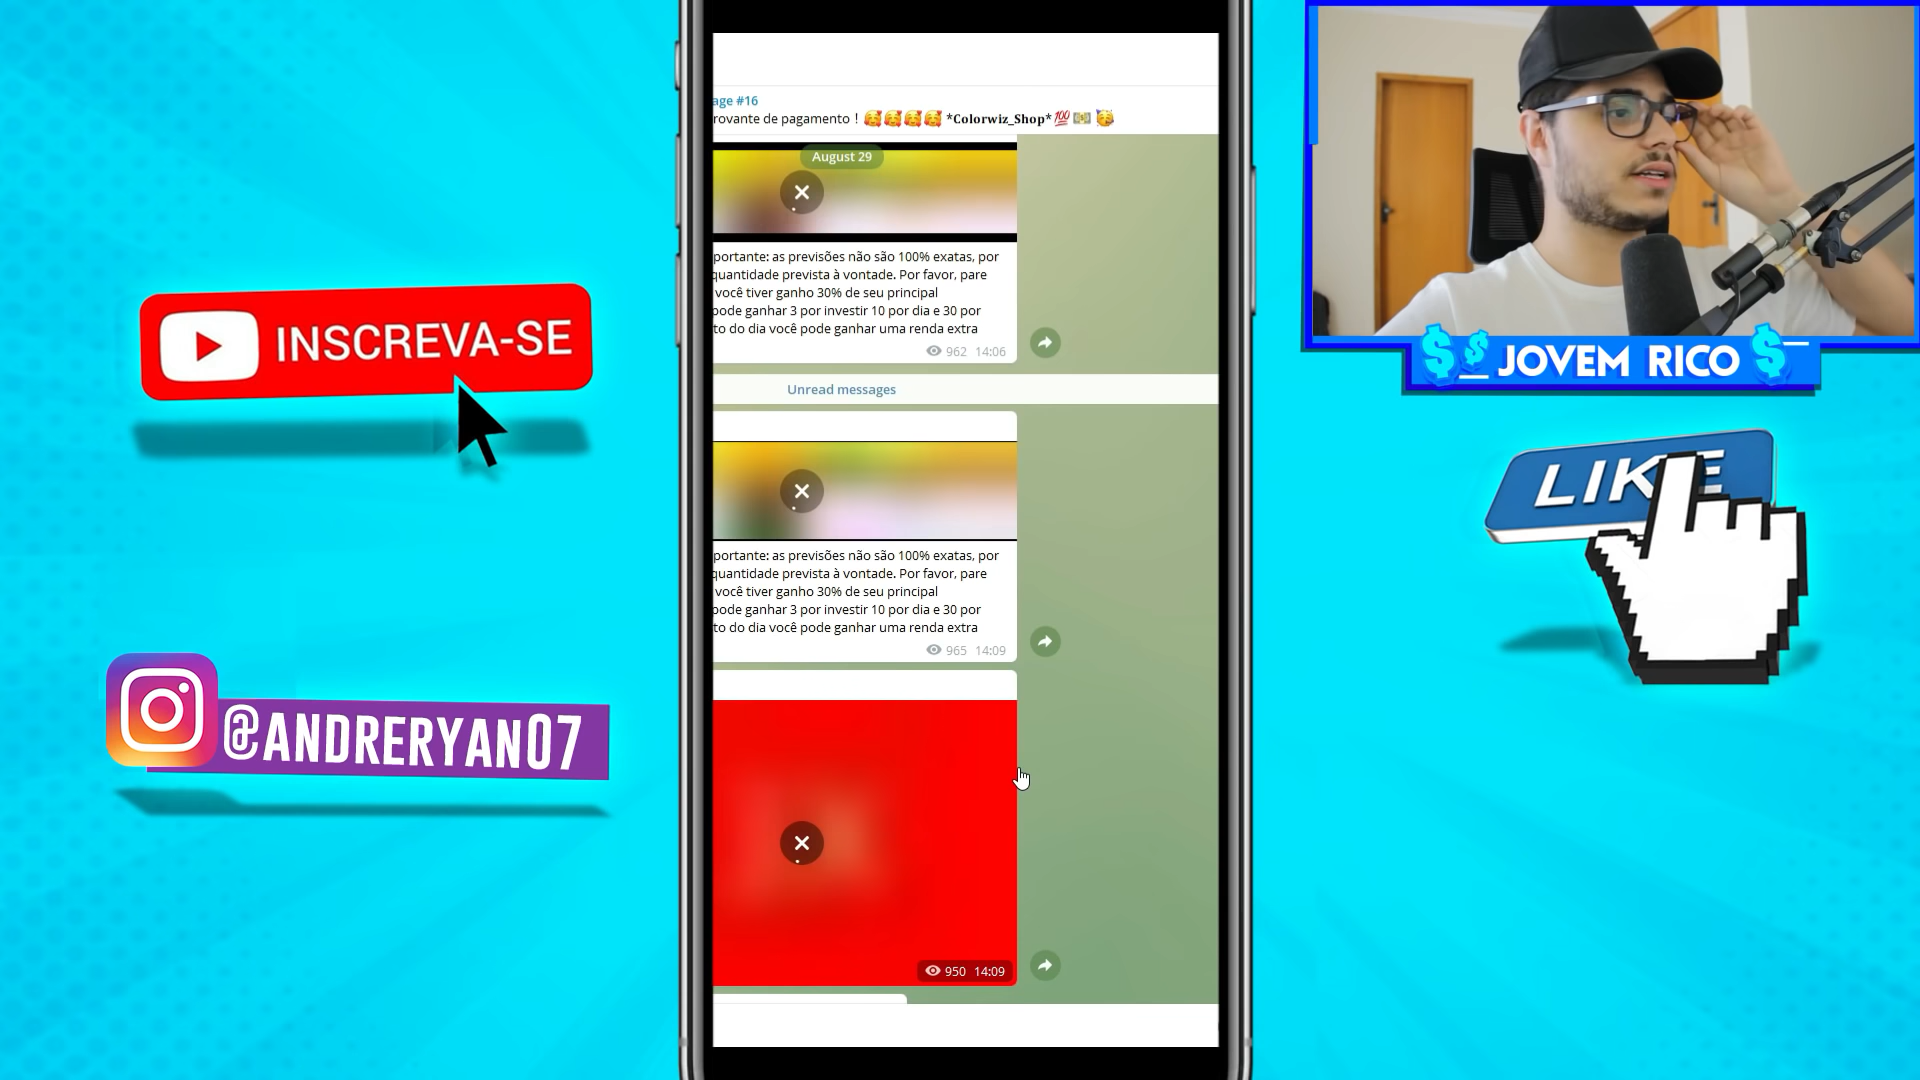 INSCREVA-SE
@ANDRERYAN07
age #16
rovante de pagamento ! 🥰🥰🥰🥰 *Colorwiz_Shop*💯💵 🥳
August 29
portante: as previsões não são 100% exatas, por
quantidade prevista à vontade. Por favor, pare
você tiver ganho 30% de seu principal
pode ganhar 3 por investir 10 por dia e 30 por
to do dia você pode ganhar uma renda extra
962 14:06
Unread messages
portante: as previsões não são 100% exatas, por
quantidade prevista à vontade. Por favor, pare
você tiver ganho 30% de seu principal
pode ganhar 3 por investir 10 por dia e 30 por
to do dia você pode ganhar uma renda extra
965 14:09
950 14:09
$ $ JOVEM RICO $
LIKE